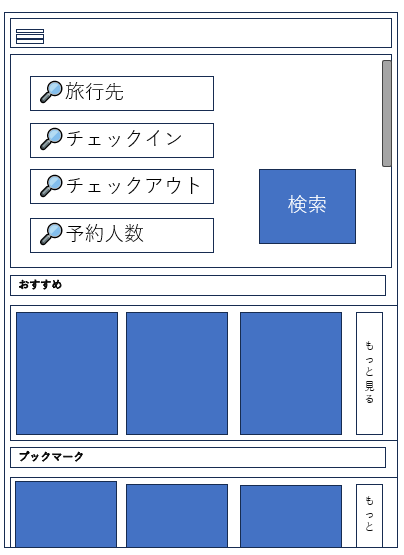 旅行先
チェックイン
チェックアウト
予約人数
検索
おすすめ
もっと見る
ブックマーク
もっと